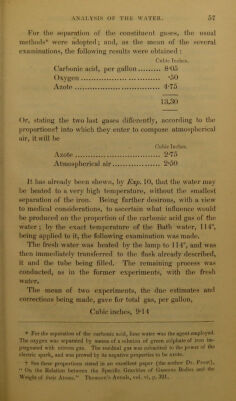 ANALYSIS OF THE WATER. 57
For the separation of the constituent gases, the usual
methods* were adopted; and, as the mean of several
examinations, the following results were obtained :
Cubic Inches.
Carbonic acid, per gallon ......... 8·05
Oxygen .............................. ·50
Azote ................................. 4·75
13,30
Or, stating the two last gases differently, according to the
proportions† into which they enter to compose atmospherical
air, it will be
Cubic Inches.
Azote ................................. 2·75
Atmospherical air .................. 2·50
It has already been shewn, by Exp. 10, that the water may
be heated to a very high temperature, without the smallest
separation of the iron. Being farther desirous, with a view
to medical considerations, to ascertain what influence would
be produced on the proportion of the carbonic acid gas of the
water ; by the exact temperature of the Bath water, 114°,
being applied to it, the following examination was made.
The fresh water was heated by the lamp to 114°, and was
then immediately transferred to the flask already described,
it and the tube being filled. The remaining process was
conducted, as in the former experiments, with the fresh
water.
The mean of two experiments, the due estimates and
corrections being made, gave for total gas, per gallon,
Cubic inches, 9·14
* For the separation of the carbonic acid, lime water was the agent employed.
The oxygen was separated by means of a solution of green sulphate of iron im-
pregnated with nitrous gas. The residual gas was submitted to the power of the
electric spark, and was proved by its negative properties to be azote.
† See these proportions stated in an excellent paper (the author Dr. Prout),
" On the Relation between the Specific Gravities of Gaseous Bodies and the
Weight of their Atoms." Thomson's Annals, vol. vi, p. 321.